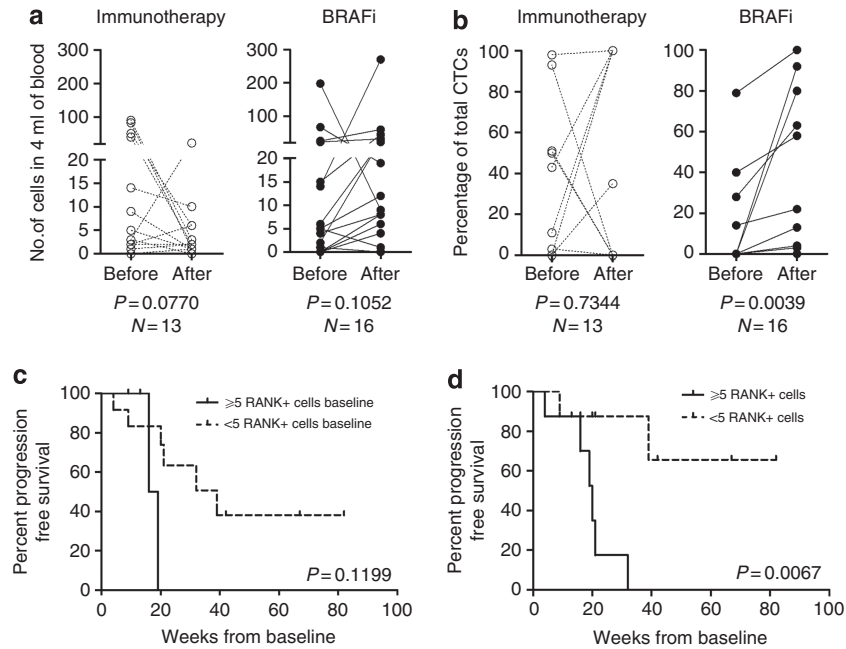 a
Immunotherapy
BRAFi
No.of cells in 4 ml of blood
300
200
100
20
15
10
5
0
Before After
P=0.0770
N=13
300
200
100
20
15
10
5
0
Before After
P=0.1052
N=16
b
Immunotherapy
BRAFi
Percentage of total CTCs
100
80
60
40
20
0
Before After
P=0.7344
N=13
100
80
60
40
20
0
Before After
P=0.0039
N=16
c
Percent progression
free survival
100
80
60
40
20
0
⩾5 RANK+ cells baseline
<5 RANK+ cells baseline
P=0.1199
0 20 40 60 80 100
Weeks from baseline
d
Percent progression
free survival
100
80
60
40
20
0
⩾5 RANK+ cells
<5 RANK+ cells
P=0.0067
0 20 40 60 80 100
Weeks from baseline